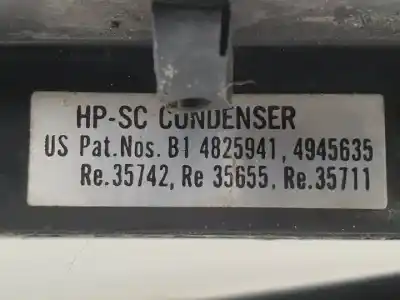 HP-SC CONDENSER
US Pat.Nos. B1 4825941, 4945635
Re.35742, Re 35655, Re.35711